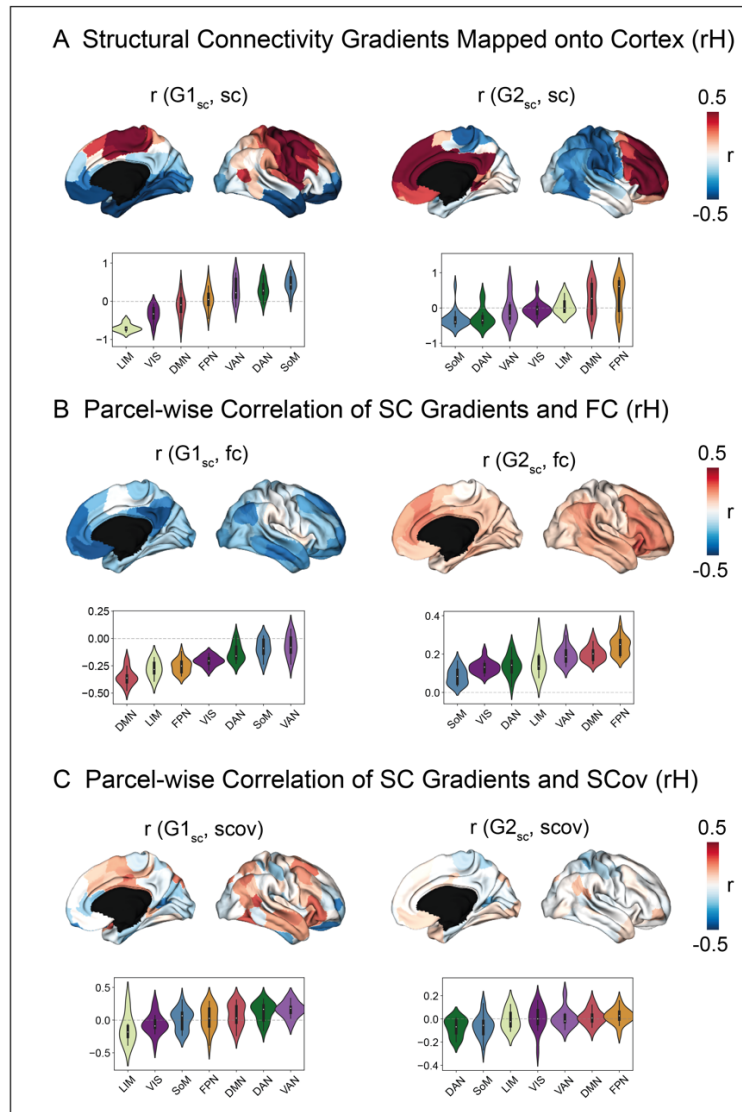 A Structural Connectivity Gradients Mapped onto Cortex (rH)
r (G1sc, sc)
r (G2sc, sc)
0.5
r
-0.5
1
0
−1
LIM VIS DMN FPN VAN DAN SoM
1
0
−1
SoM DAN VAN VIS LIM DMN FPN
B Parcel-wise Correlation of SC Gradients and FC (rH)
r (G1sc, fc)
r (G2sc, fc)
0.5
r
-0.5
0.25
0.00
−0.25
−0.50
DMN LIM FPN VIS DAN SoM VAN
0.4
0.2
0.0
SoM VIS DAN LIM VAN DMN FPN
C Parcel-wise Correlation of SC Gradients and SCov (rH)
r (G1sc, scov)
r (G2sc, scov)
0.5
r
-0.5
0.5
0.0
−0.5
LIM VIS SoM FPN DMN DAN VAN
0.2
0.0
−0.2
−0.4
DAN SoM LIM VIS VAN DMN FPN